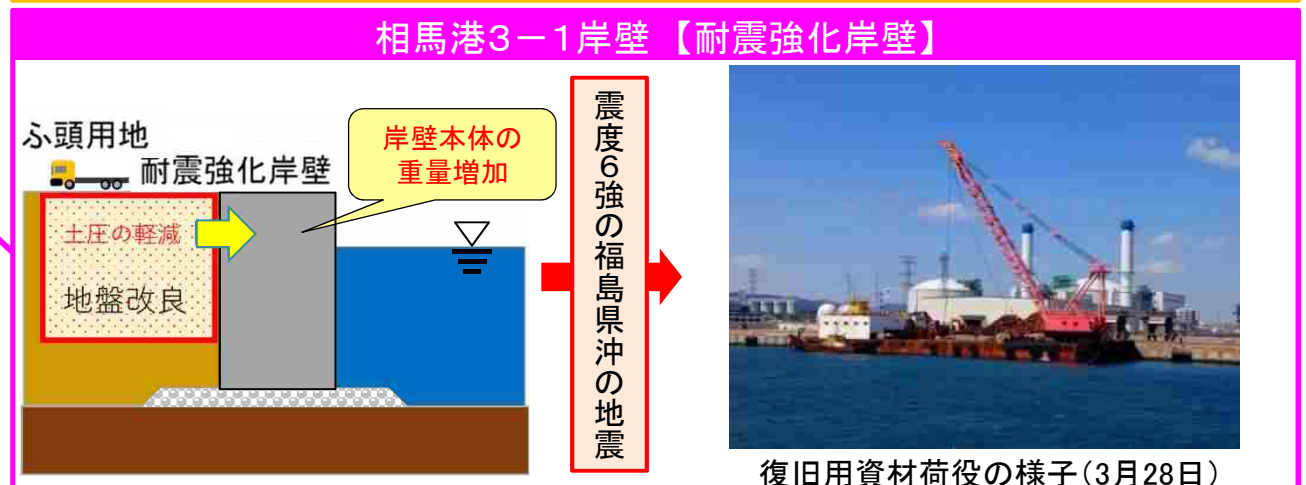 相馬港3-1岸壁【耐震強化岸壁】
ふ頭用地
耐震強化岸壁
岸壁本体の
重量増加
土圧の軽減
地盤改良
震度6強の福島県沖の地震
復旧用資材荷役の様子(3月28日)